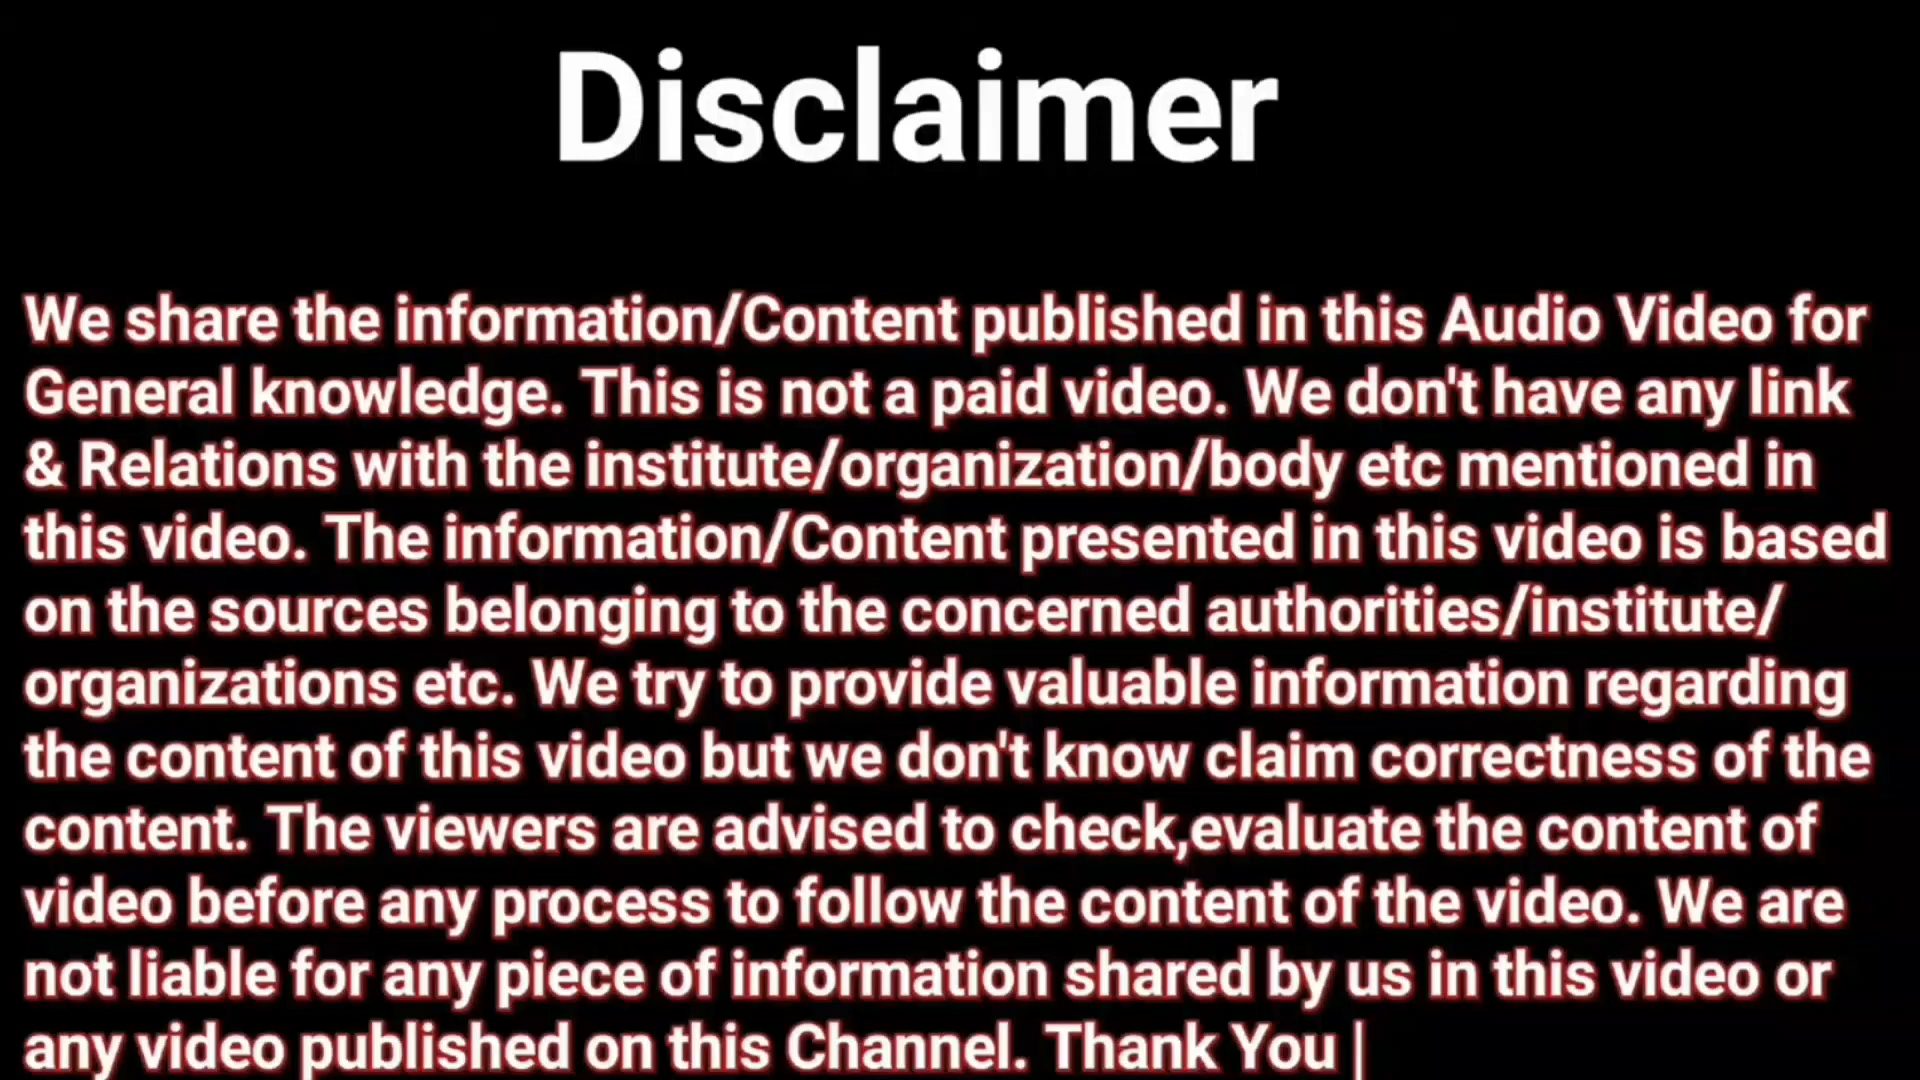 Disclaimer
We share the information/Content published in this Audio Video for
General knowledge. This is not a paid video. We don't have any link
& Relations with the institute/organization/body etc mentioned in
this video. The information/Content presented in this video is based
on the sources belonging to the concerned authorities/institute/
organizations etc. We try to provide valuable information regarding
the content of this video but we don't know claim correctness of the
content. The viewers are advised to check,evaluate the content of
video before any process to follow the content of the video. We are
not liable for any piece of information shared by us in this video or
any video published on this Channel. Thank You |